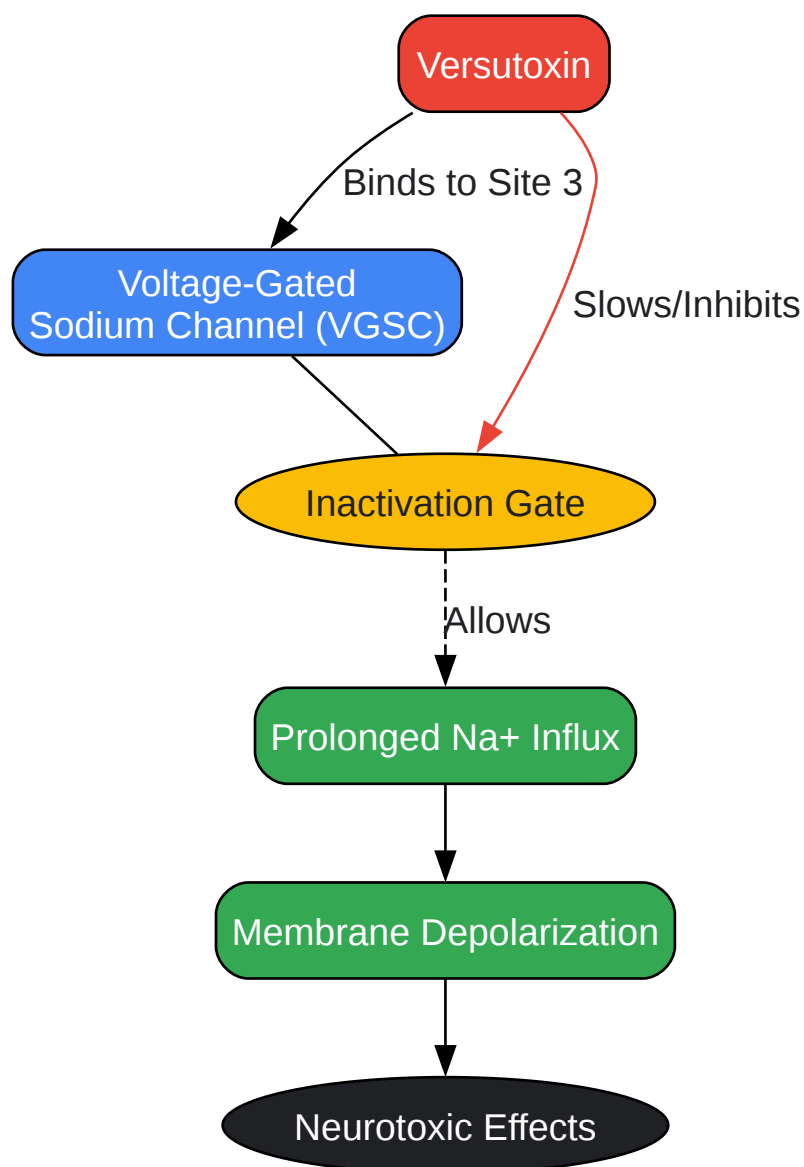 Versutoxin
Binds to Site 3
Voltage-Gated
Sodium Channel (VGSC)
Slows/Inhibits
Inactivation Gate
Allows
Prolonged Na+ Influx
Membrane Depolarization
Neurotoxic Effects